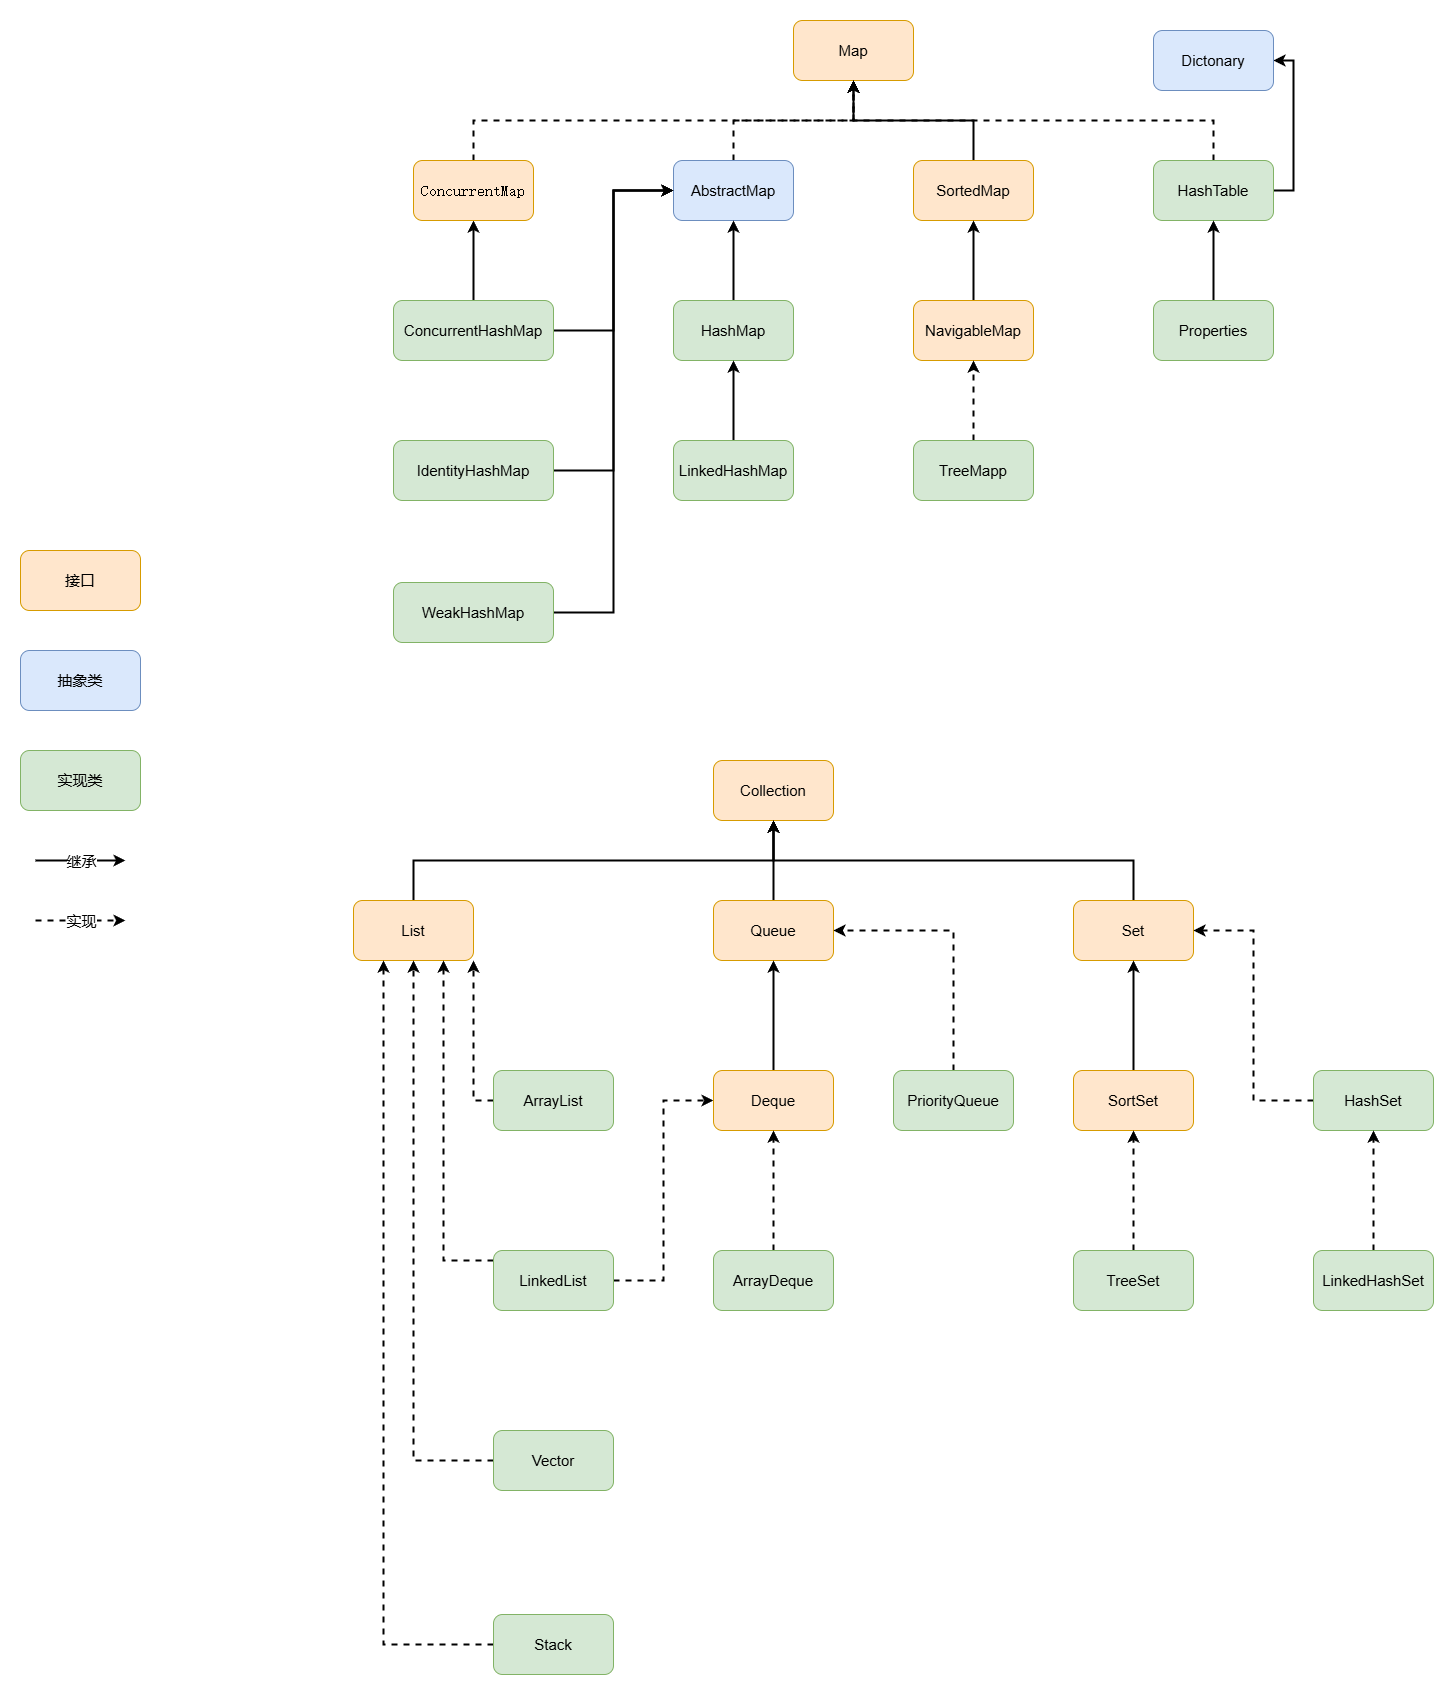 Map
Dictonary
ConcurrentMap
AbstractMap
SortedMap
HashTable
ConcurrentHashMap
HashMap
NavigableMap
Properties
IdentityHashMap
LinkedHashMap
TreeMapp
接口
WeakHashMap
抽象类
实现类
Collection
继承
实现
List
Queue
Set
ArrayList
Deque
PriorityQueue
SortSet
HashSet
LinkedList
ArrayDeque
TreeSet
LinkedHashSet
Vector
Stack